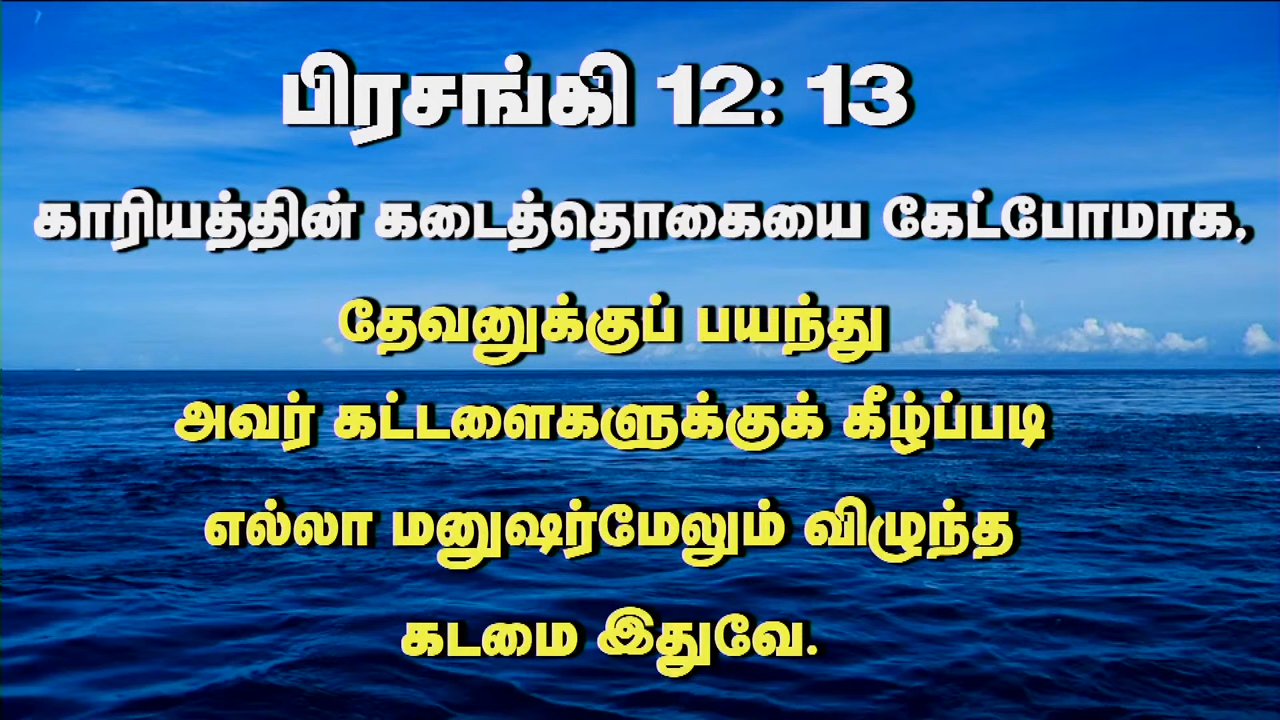 பிரசங்கி 12: 13
காரியத்தின் கடைத்தொகையை கேட்போமாக,
தேவனுக்குப் பயந்து
அவர் கட்டளைகளுக்குக் கீழ்ப்படி
எல்லா மனுஷர்மேலும் விழுந்த
கடமை இதுவே.